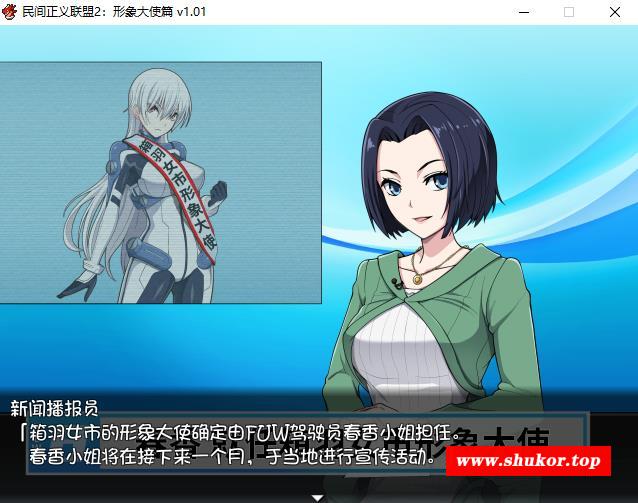 民间正义联盟2：形象大使篇 v1.01
箱羽女市形象大使
新闻播报员
「箱羽女市的形象大使确定由FUW驾驶员春香小姐担任。
春香小姐将在接下来一个月，于当地进行宣传活动。
www.shukor.top